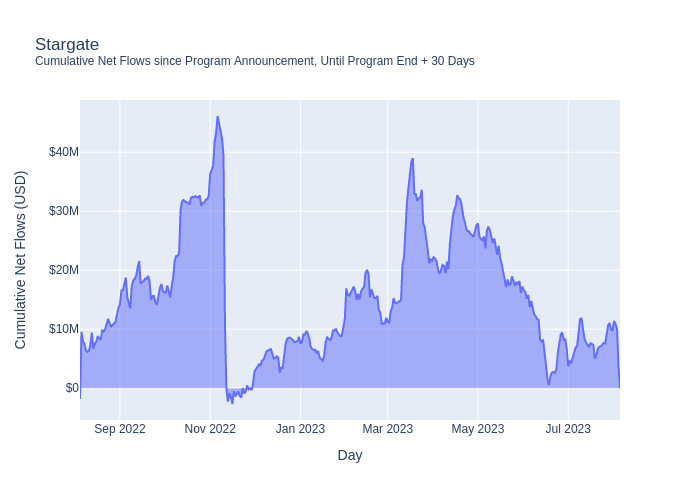 Stargate
Cumulative Net Flows since Program Announcement, Until Program End + 30 Days
Cumulative Net Flows (USD)
$40M
$30M
$20M
$10M
$0
Sep 2022
Nov 2022
Jan 2023
Mar 2023
May 2023
Jul 2023
Day